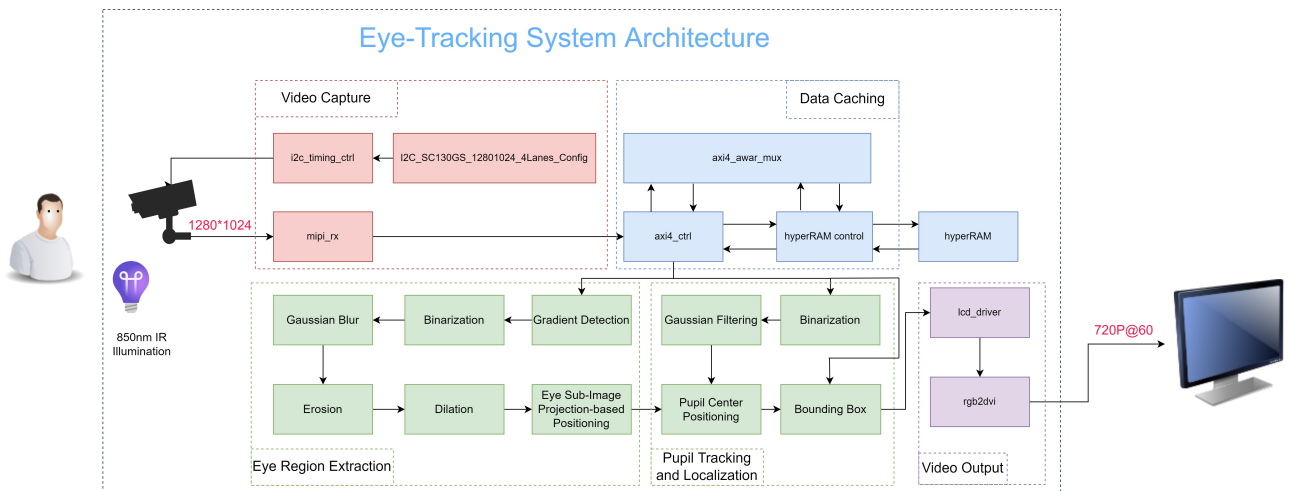 Eye-Tracking System Architecture
Video Capture
Data Caching
i2c_timing_ctrl
I2C_SC130GS_12801024_4Lanes_Config
axi4_awar_mux
1280*1024
mipi_rx
axi4_ctrl
hyperRAM control
hyperRAM
850nm IR
Illumination
Gaussian Blur
Binarization
Gradient Detection
Gaussian Filtering
Binarization
lcd_driver
720P@60
Erosion
Dilation
Eye Sub-Image
Projection-based
Positioning
Pupil Center
Positioning
Bounding Box
rgb2dvi
Eye Region Extraction
Pupil Tracking
and Localization
Video Output